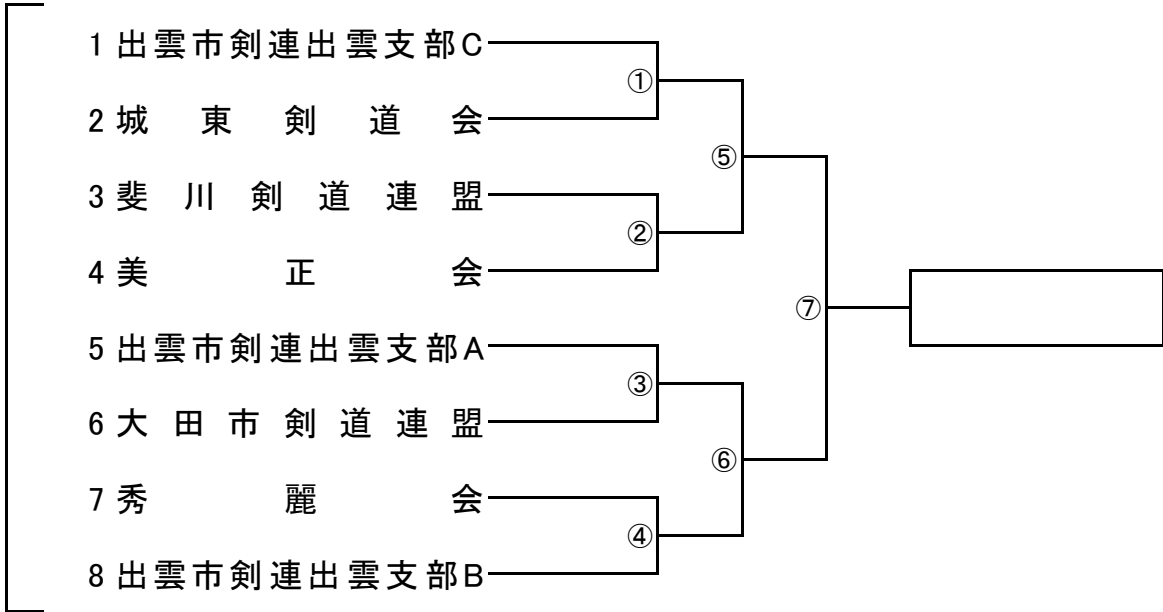 1 出雲市剣連出雲支部C
①
2 城東剣道会
⑤
3 斐川剣道連盟
②
4 美正会
⑦
5 出雲市剣連出雲支部A
③
6 大田市剣道連盟
⑥
7 秀麗会
④
8 出雲市剣連出雲支部B